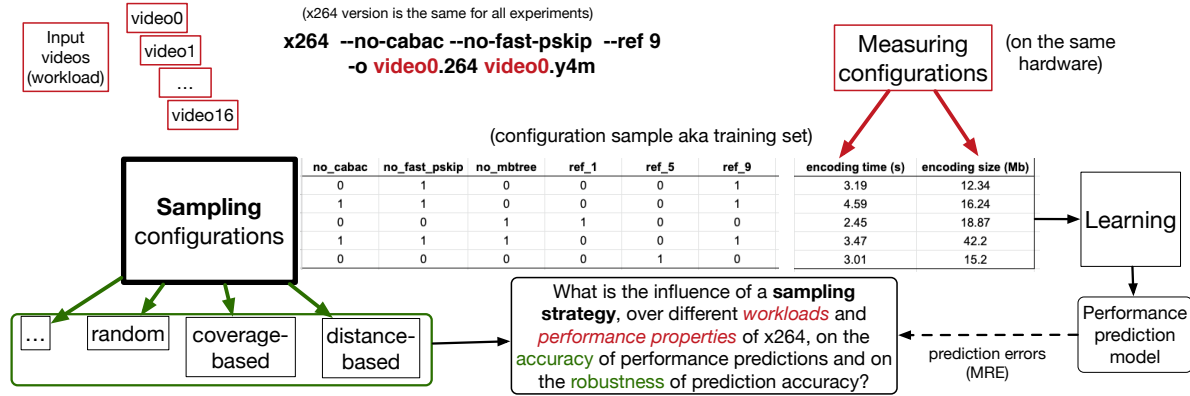 Input
videos
(workload)
video0
video1
...
video16
(x264 version is the same for all experiments)
x264 --no-cabac --no-fast-pskip --ref 9
-o video0.264 video0.y4m
Measuring
configurations
(on the same
hardware)
(configuration sample aka training set)
no_cabac no_fast_pskip no_mbtree ref_1 ref_5 ref_9 encoding time (s) encoding size (Mb)
0 1 0 0 0 1 3.19 12.34
1 1 0 0 0 1 4.59 16.24
0 0 1 1 0 0 2.45 18.87
1 1 1 0 0 1 3.47 42.2
0 0 0 0 1 0 3.01 15.2
Sampling
configurations
Learning
...
random
coverage-
based
distance-
based
What is the influence of a sampling
strategy, over different workloads and
performance properties of x264, on the
accuracy of performance predictions and on
the robustness of prediction accuracy?
prediction errors
(MRE)
Performance
prediction
model